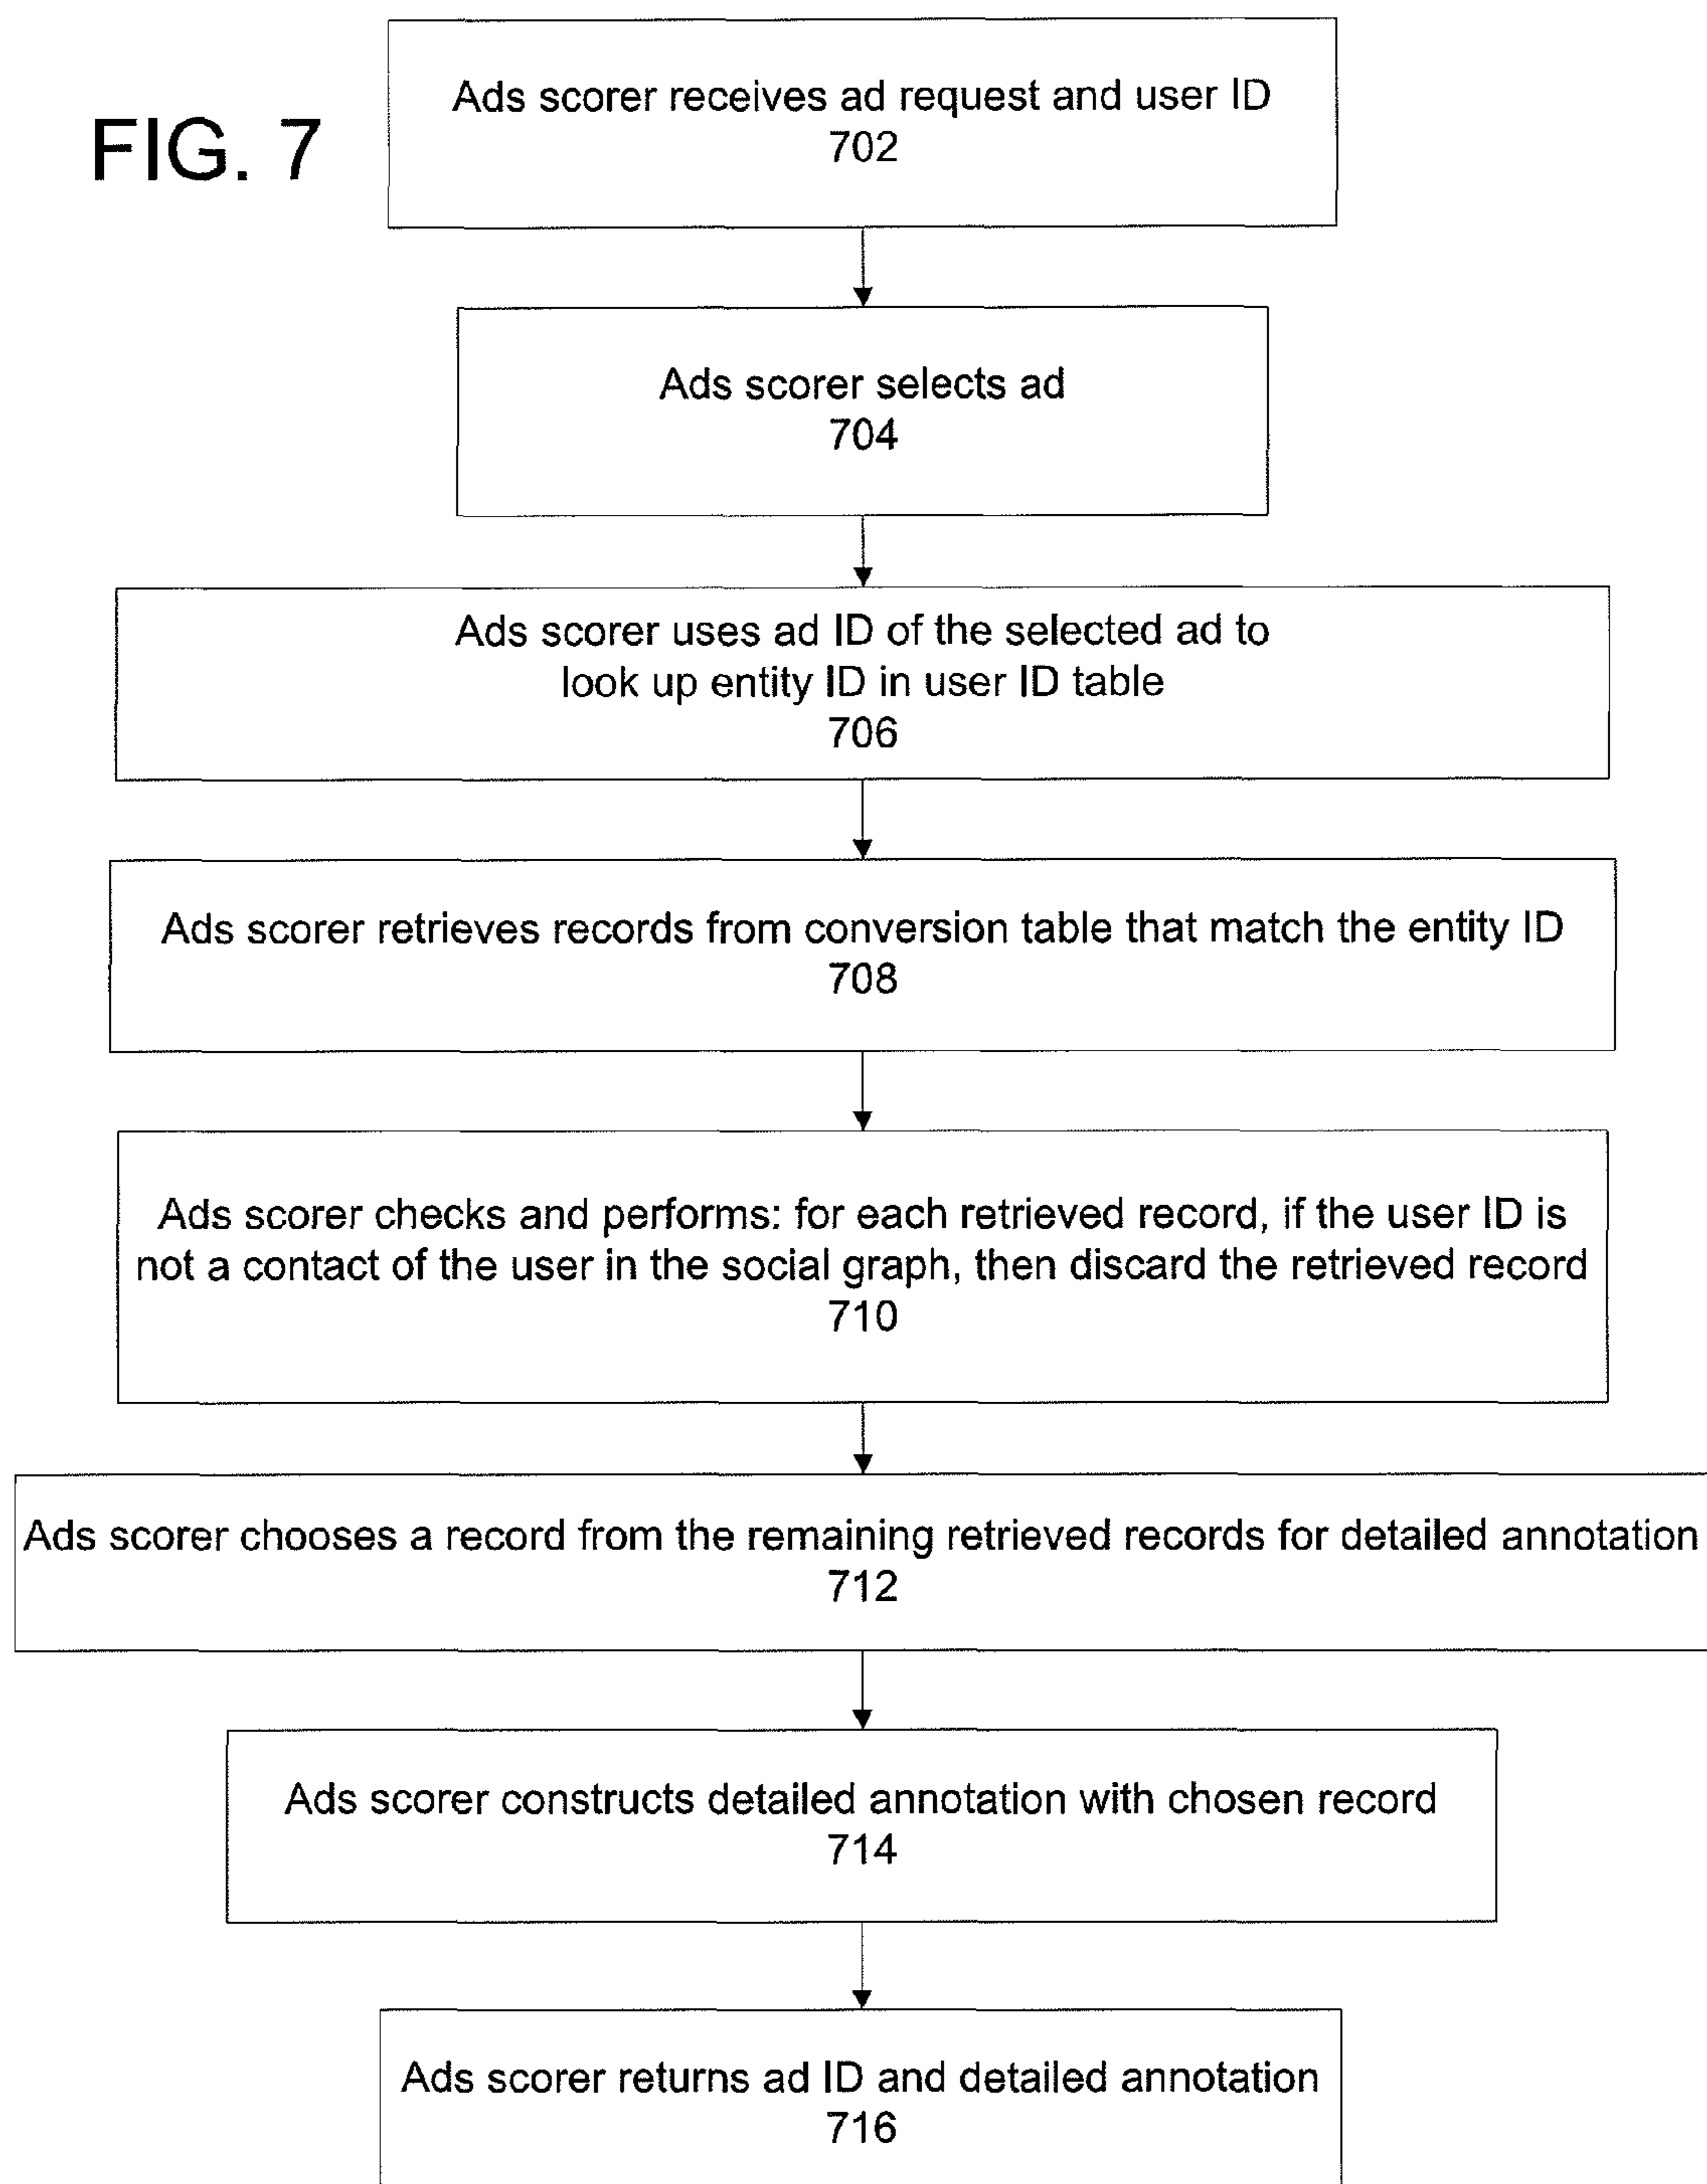 FIG. 7
Ads scorer receives ad request and user ID
702
Ads scorer selects ad
704
Ads scorer uses ad ID of the selected ad to
look up entity ID in user ID table
706
Ads scorer retrieves records from conversion table that match the entity ID
708
Ads scorer checks and performs: for each retrieved record, if the user ID is
not a contact of the user in the social graph, then discard the retrieved record
710
Ads scorer chooses a record from the remaining retrieved records for detailed annotation
712
Ads scorer constructs detailed annotation with chosen record
714
Ads scorer returns ad ID and detailed annotation
716